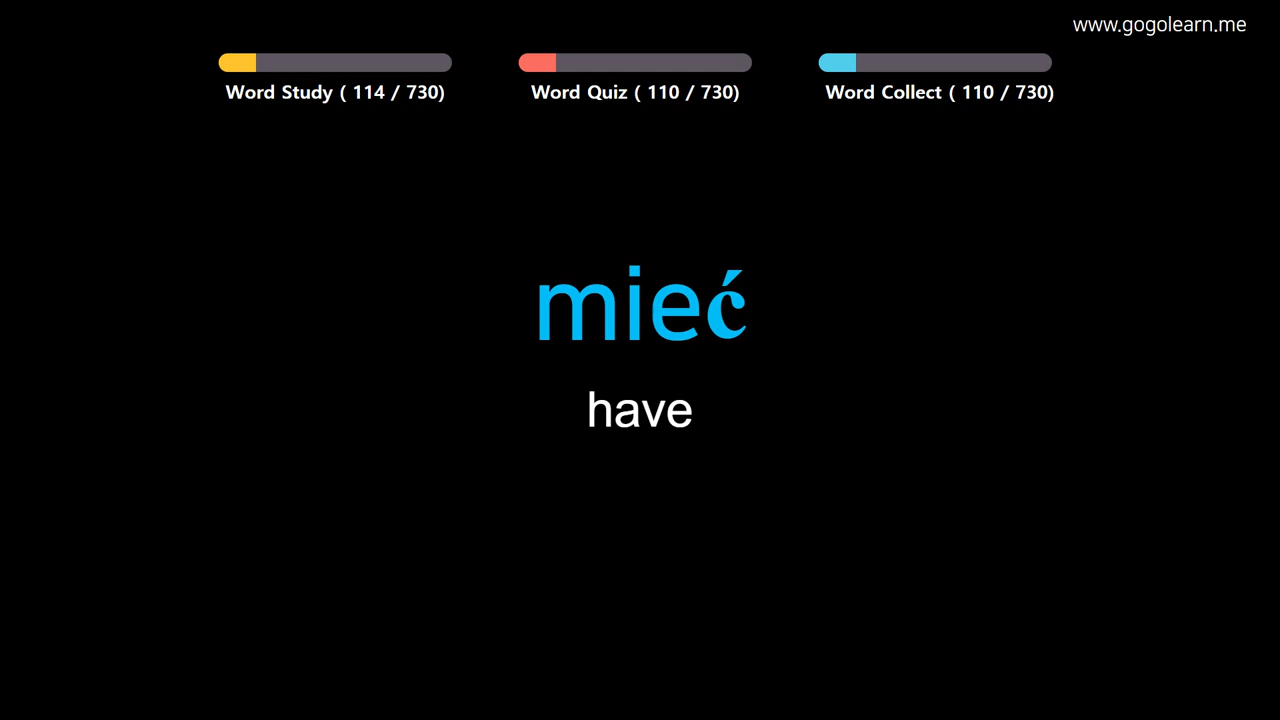 www.gogolearn.me
Word Study ( 114 / 730)
Word Quiz ( 110 / 730)
Word Collect ( 110 / 730)
mieć
have